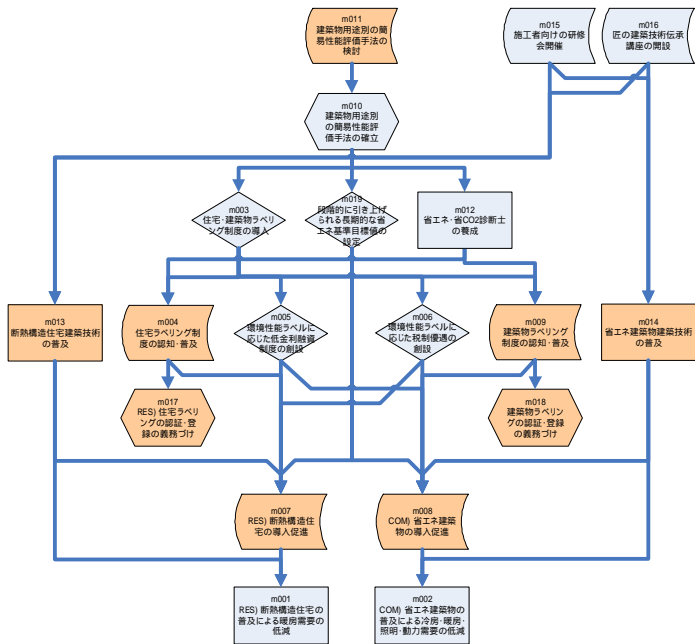 m011
建築物用途別の簡
易性能評価手法の
検討
m015
施工者向けの研修
会開催
m016
匠の建築技術伝承
講座の開設
m010
建築物用途別
の簡易性能評
価手法の確立
m003
住宅・建築物ラベリ
ング制度の導入
m019
段階的に引き上げ
られる長期的な省
エネ基準目標値の
設定
m012
省エネ・省CO2診断士
の養成
m013
断熱構造住宅建築技術
の普及
m004
住宅ラベリング制
度の認知・普及
m005
環境性能ラベルに
応じた低金利融資
制度の創設
m006
環境性能ラベルに
応じた税制優遇の
創設
m009
建築物ラベリング
制度の認知・普及
m014
省エネ建築物建築技術
の普及
m017
RES) 住宅ラベリ
ングの認証・登
録の義務づけ
m018
建築物ラベリン
グの認証・登録
の義務づけ
m007
RES) 断熱構造住
宅の導入促進
m008
COM) 省エネ建築
物の導入促進
m001
RES) 断熱構造住宅の
普及による暖房需要の
低減
m002
COM) 省エネ建築物の
普及による冷房・暖房・
照明・動力需要の低減